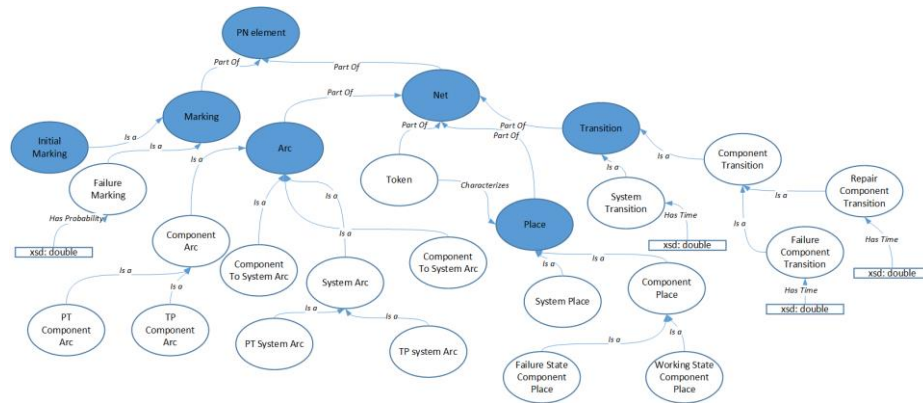 PN element
Part Of
Part Of
Marking
Part Of
Net
Initial
Marking
Is a
Is a
Failure
Marking
Has Probability
xsd: double
Arc
Is a
Component
Arc
Is a
Is a
PT
Component
Arc
TP
Component
Arc
Is a
Component
To System Arc
Is a
System Arc
Component
To System Arc
Is a
Is a
PT System Arc
TP system Arc
Part Of
Token
Characterizes
Part Of
Part Of
Place
Is a
System Place
Is a
Component
Place
Is a
Is a
Failure State
Component
Place
Working State
Component
Place
Transition
Is a
System
Transition
Has Time
xsd: double
Is a
Component
Transition
Is a
Is a
Repair
Component
Transition
Has Time
xsd: double
Failure
Component
Transition
Has Time
xsd: double